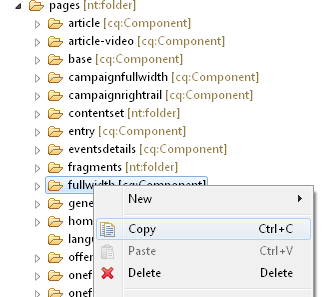 pages [nt:folder]
article [cq:Component]
article-video [cq:Component]
base [cq:Component]
campaignfullwidth [cq:Component]
campaignrightrail [cq:Component]
contentset [nt:folder]
entry [cq:Component]
eventsdetails [cq:Component]
fragments [nt:folder]
fullwidth [cq:Component]
gene
hom
langu
offer
onef
onef
New
Copy Ctrl+C
Paste Ctrl+V
Delete Delete